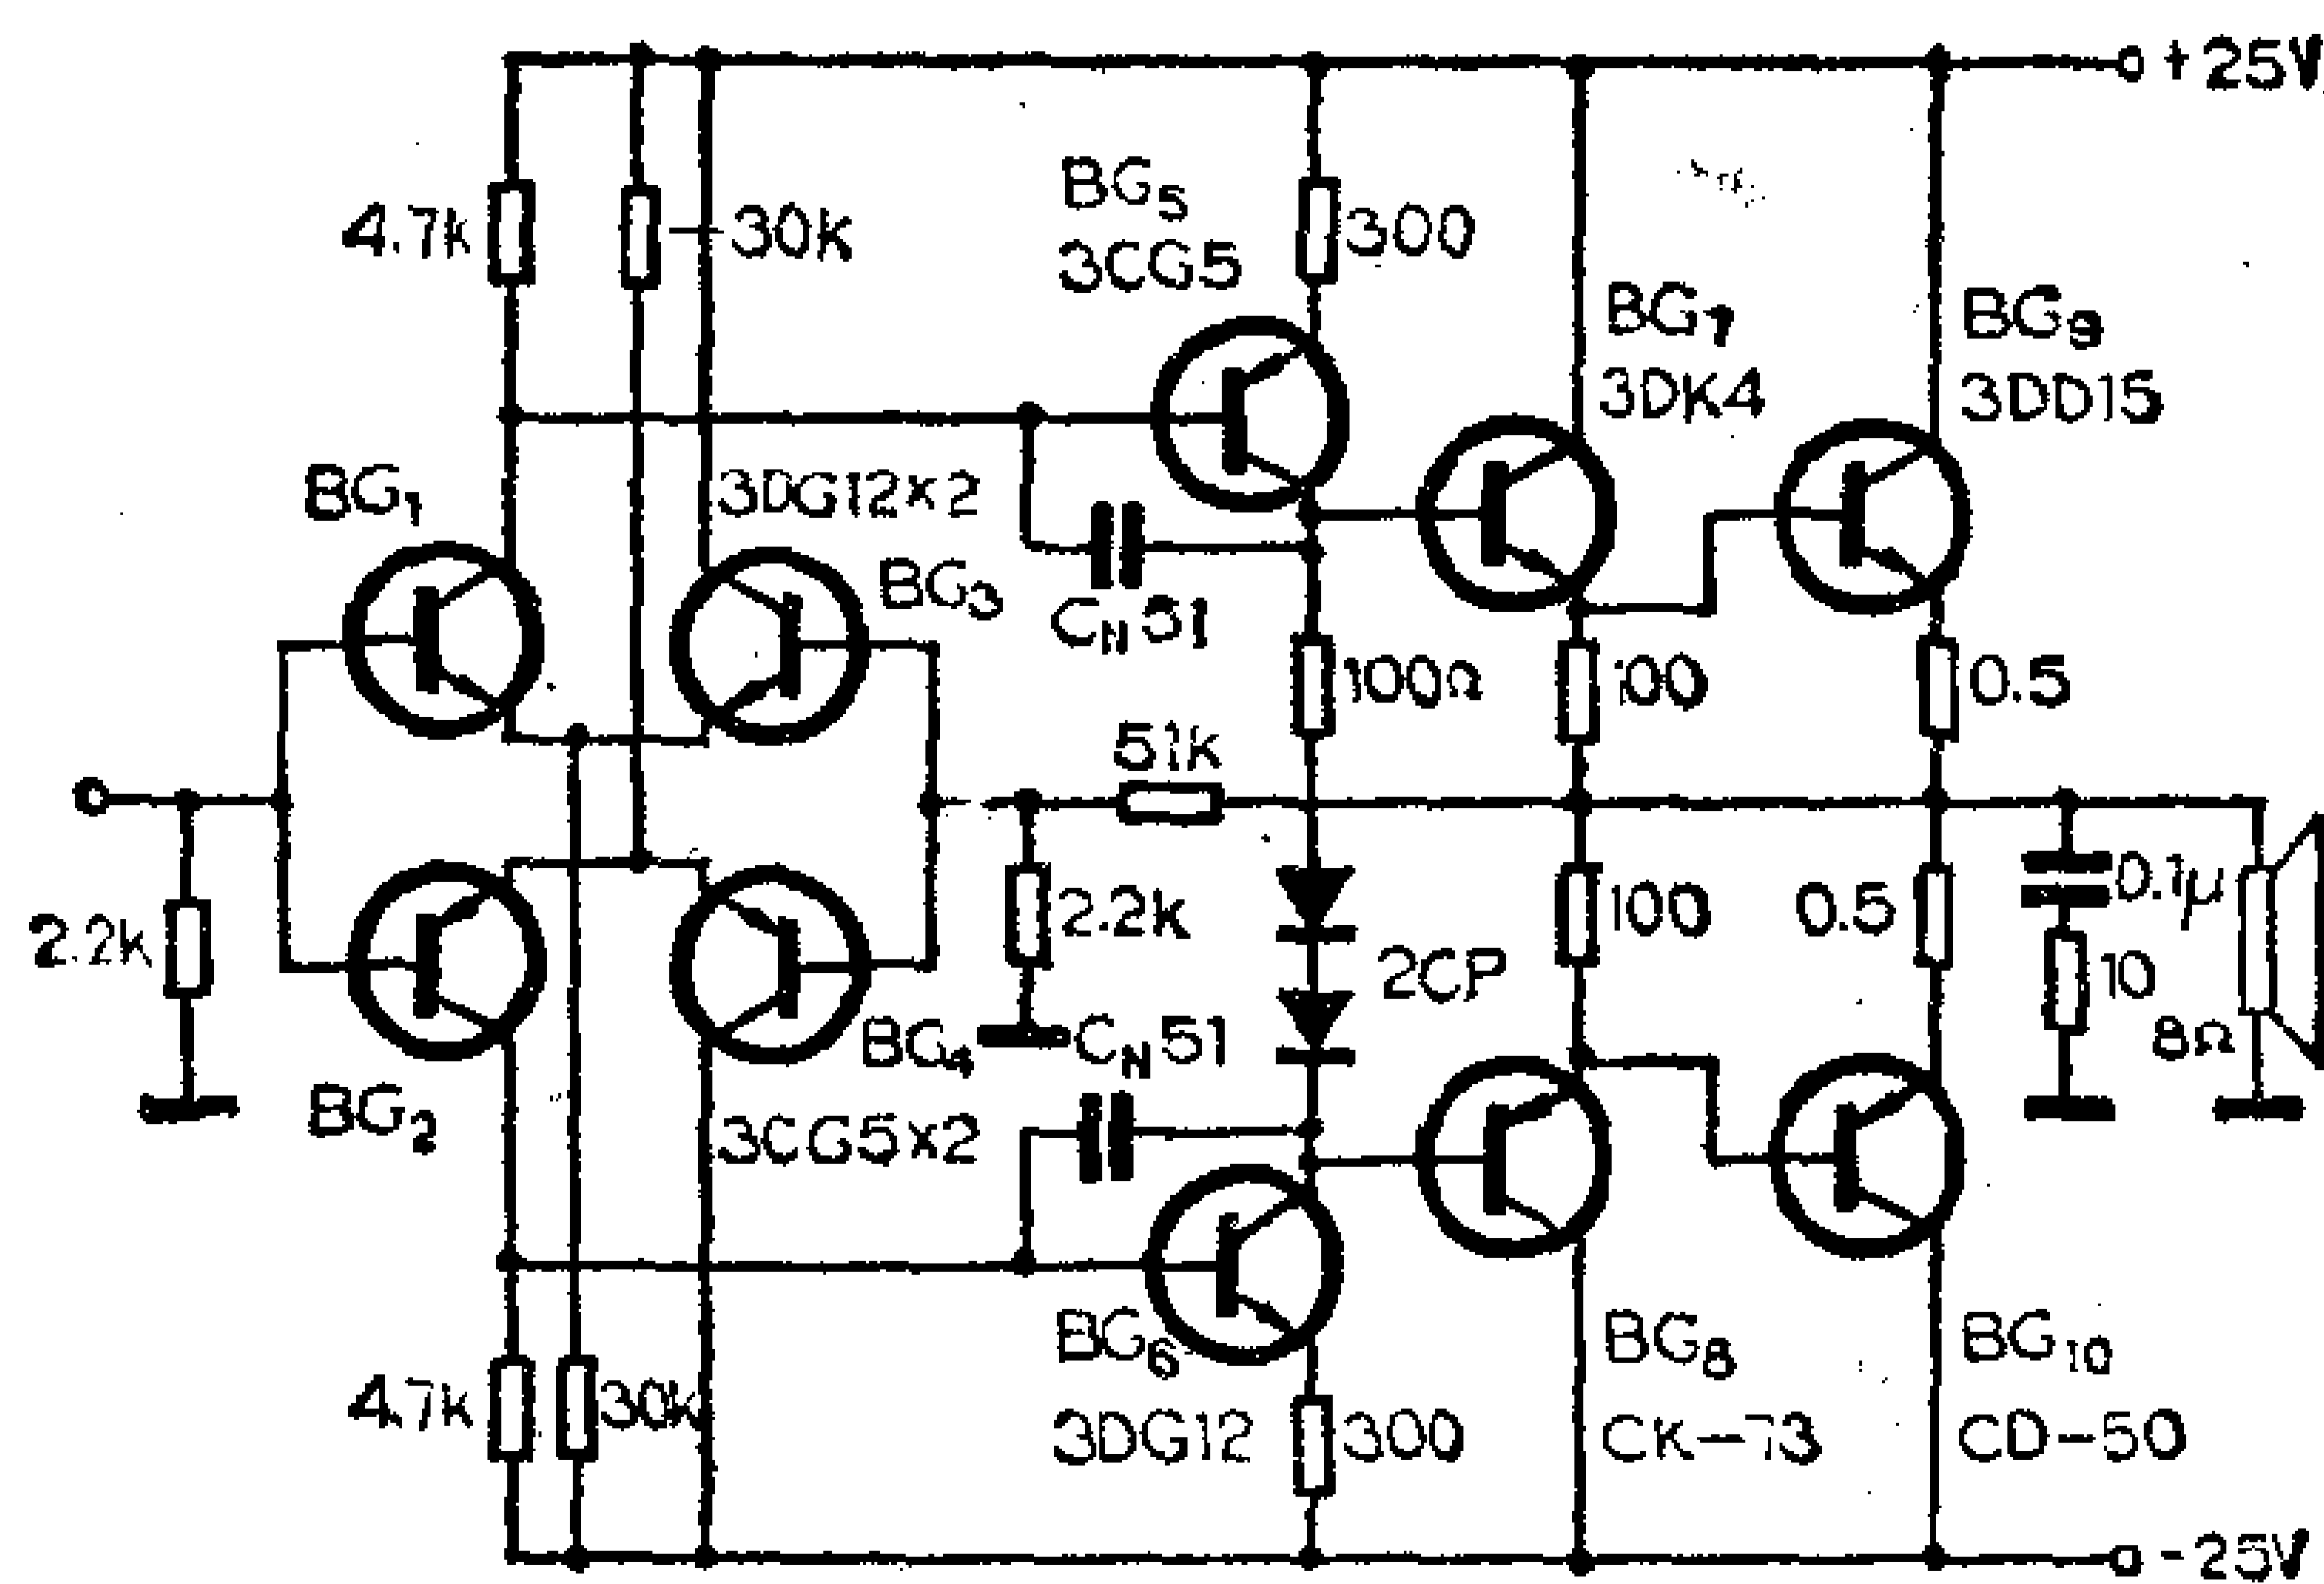 +25V
4.7k
30k
BG5
3CG5
300
BG7
3DK4
BG9
3DD15
BG1
3DG12×2
BG3
CN51
100Ω
100
0.5
51k
2.2k
2.2k
2CP
100
0.5
0.1μ
10
8Ω
BG2
BG4
CN51
3CG5×2
4.7k
30k
BG6
3DG12
300
BG8
CK-73
BG10
CD-50
-25V